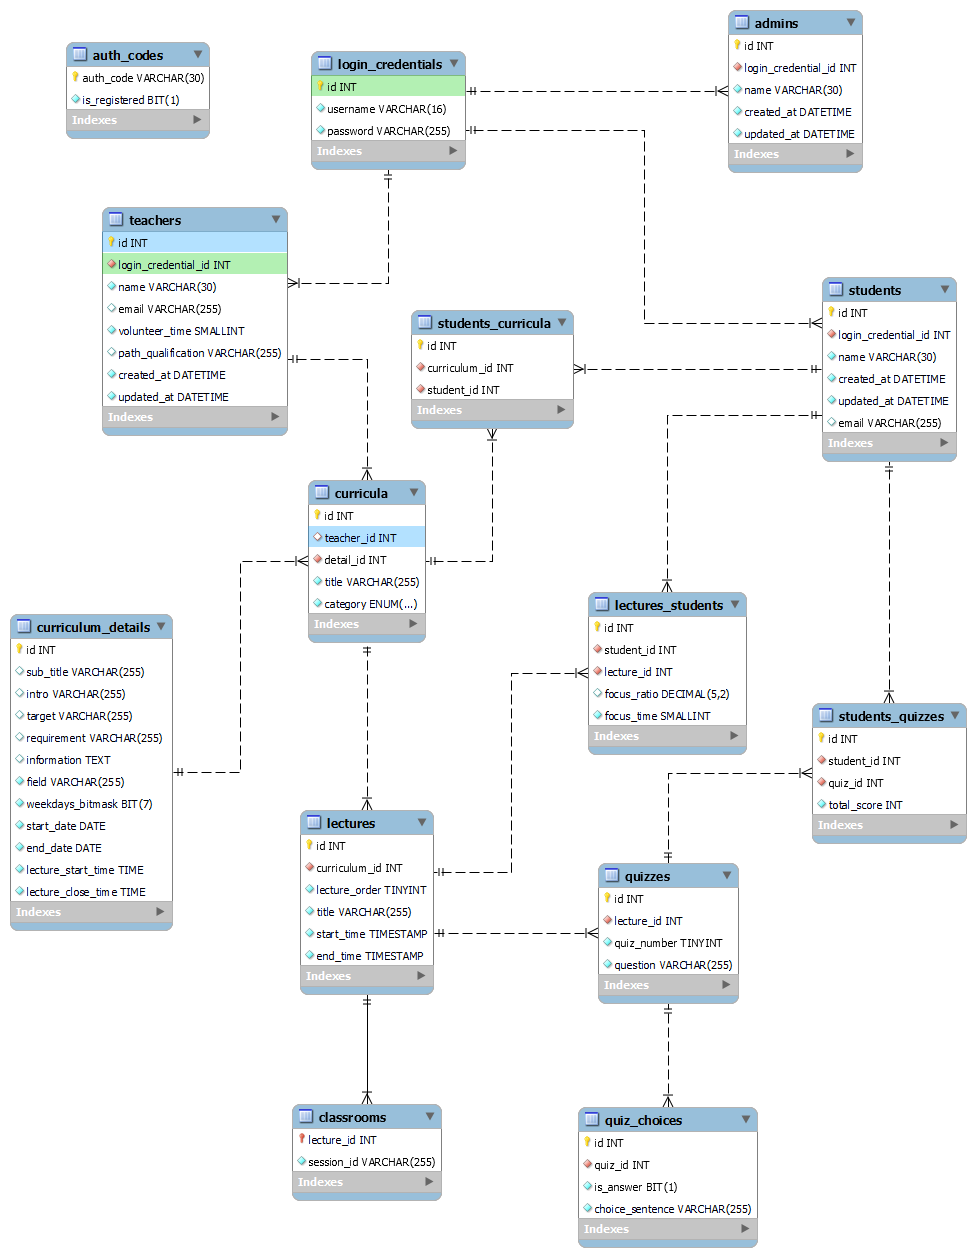 auth_codes
auth_code VARCHAR(30)
is_registered BIT(1)
Indexes
login_credentials
id INT
username VARCHAR(16)
password VARCHAR(255)
Indexes
admins
id INT
login_credential_id INT
name VARCHAR(30)
created_at DATETIME
updated_at DATETIME
Indexes
teachers
id INT
login_credential_id INT
name VARCHAR(30)
email VARCHAR(255)
volunteer_time SMALLINT
path_qualification VARCHAR(255)
created_at DATETIME
updated_at DATETIME
Indexes
students_curricula
id INT
curriculum_id INT
student_id INT
Indexes
students
id INT
login_credential_id INT
name VARCHAR(30)
created_at DATETIME
updated_at DATETIME
email VARCHAR(255)
Indexes
curricula
id INT
teacher_id INT
detail_id INT
title VARCHAR(255)
category ENUM(...)
Indexes
curriculum_details
id INT
sub_title VARCHAR(255)
intro VARCHAR(255)
target VARCHAR(255)
requirement VARCHAR(255)
information TEXT
field VARCHAR(255)
weekdays_bitmask BIT(7)
start_date DATE
end_date DATE
lecture_start_time TIME
lecture_close_time TIME
Indexes
lectures_students
id INT
student_id INT
lecture_id INT
focus_ratio DECIMAL(5,2)
focus_time SMALLINT
Indexes
students_quizzes
id INT
student_id INT
quiz_id INT
total_score INT
Indexes
lectures
id INT
curriculum_id INT
lecture_order TINYINT
title VARCHAR(255)
start_time TIMESTAMP
end_time TIMESTAMP
Indexes
quizzes
id INT
lecture_id INT
quiz_number TINYINT
question VARCHAR(255)
Indexes
classrooms
lecture_id INT
session_id VARCHAR(255)
Indexes
quiz_choices
id INT
quiz_id INT
is_answer BIT(1)
choice_sentence VARCHAR(255)
Indexes